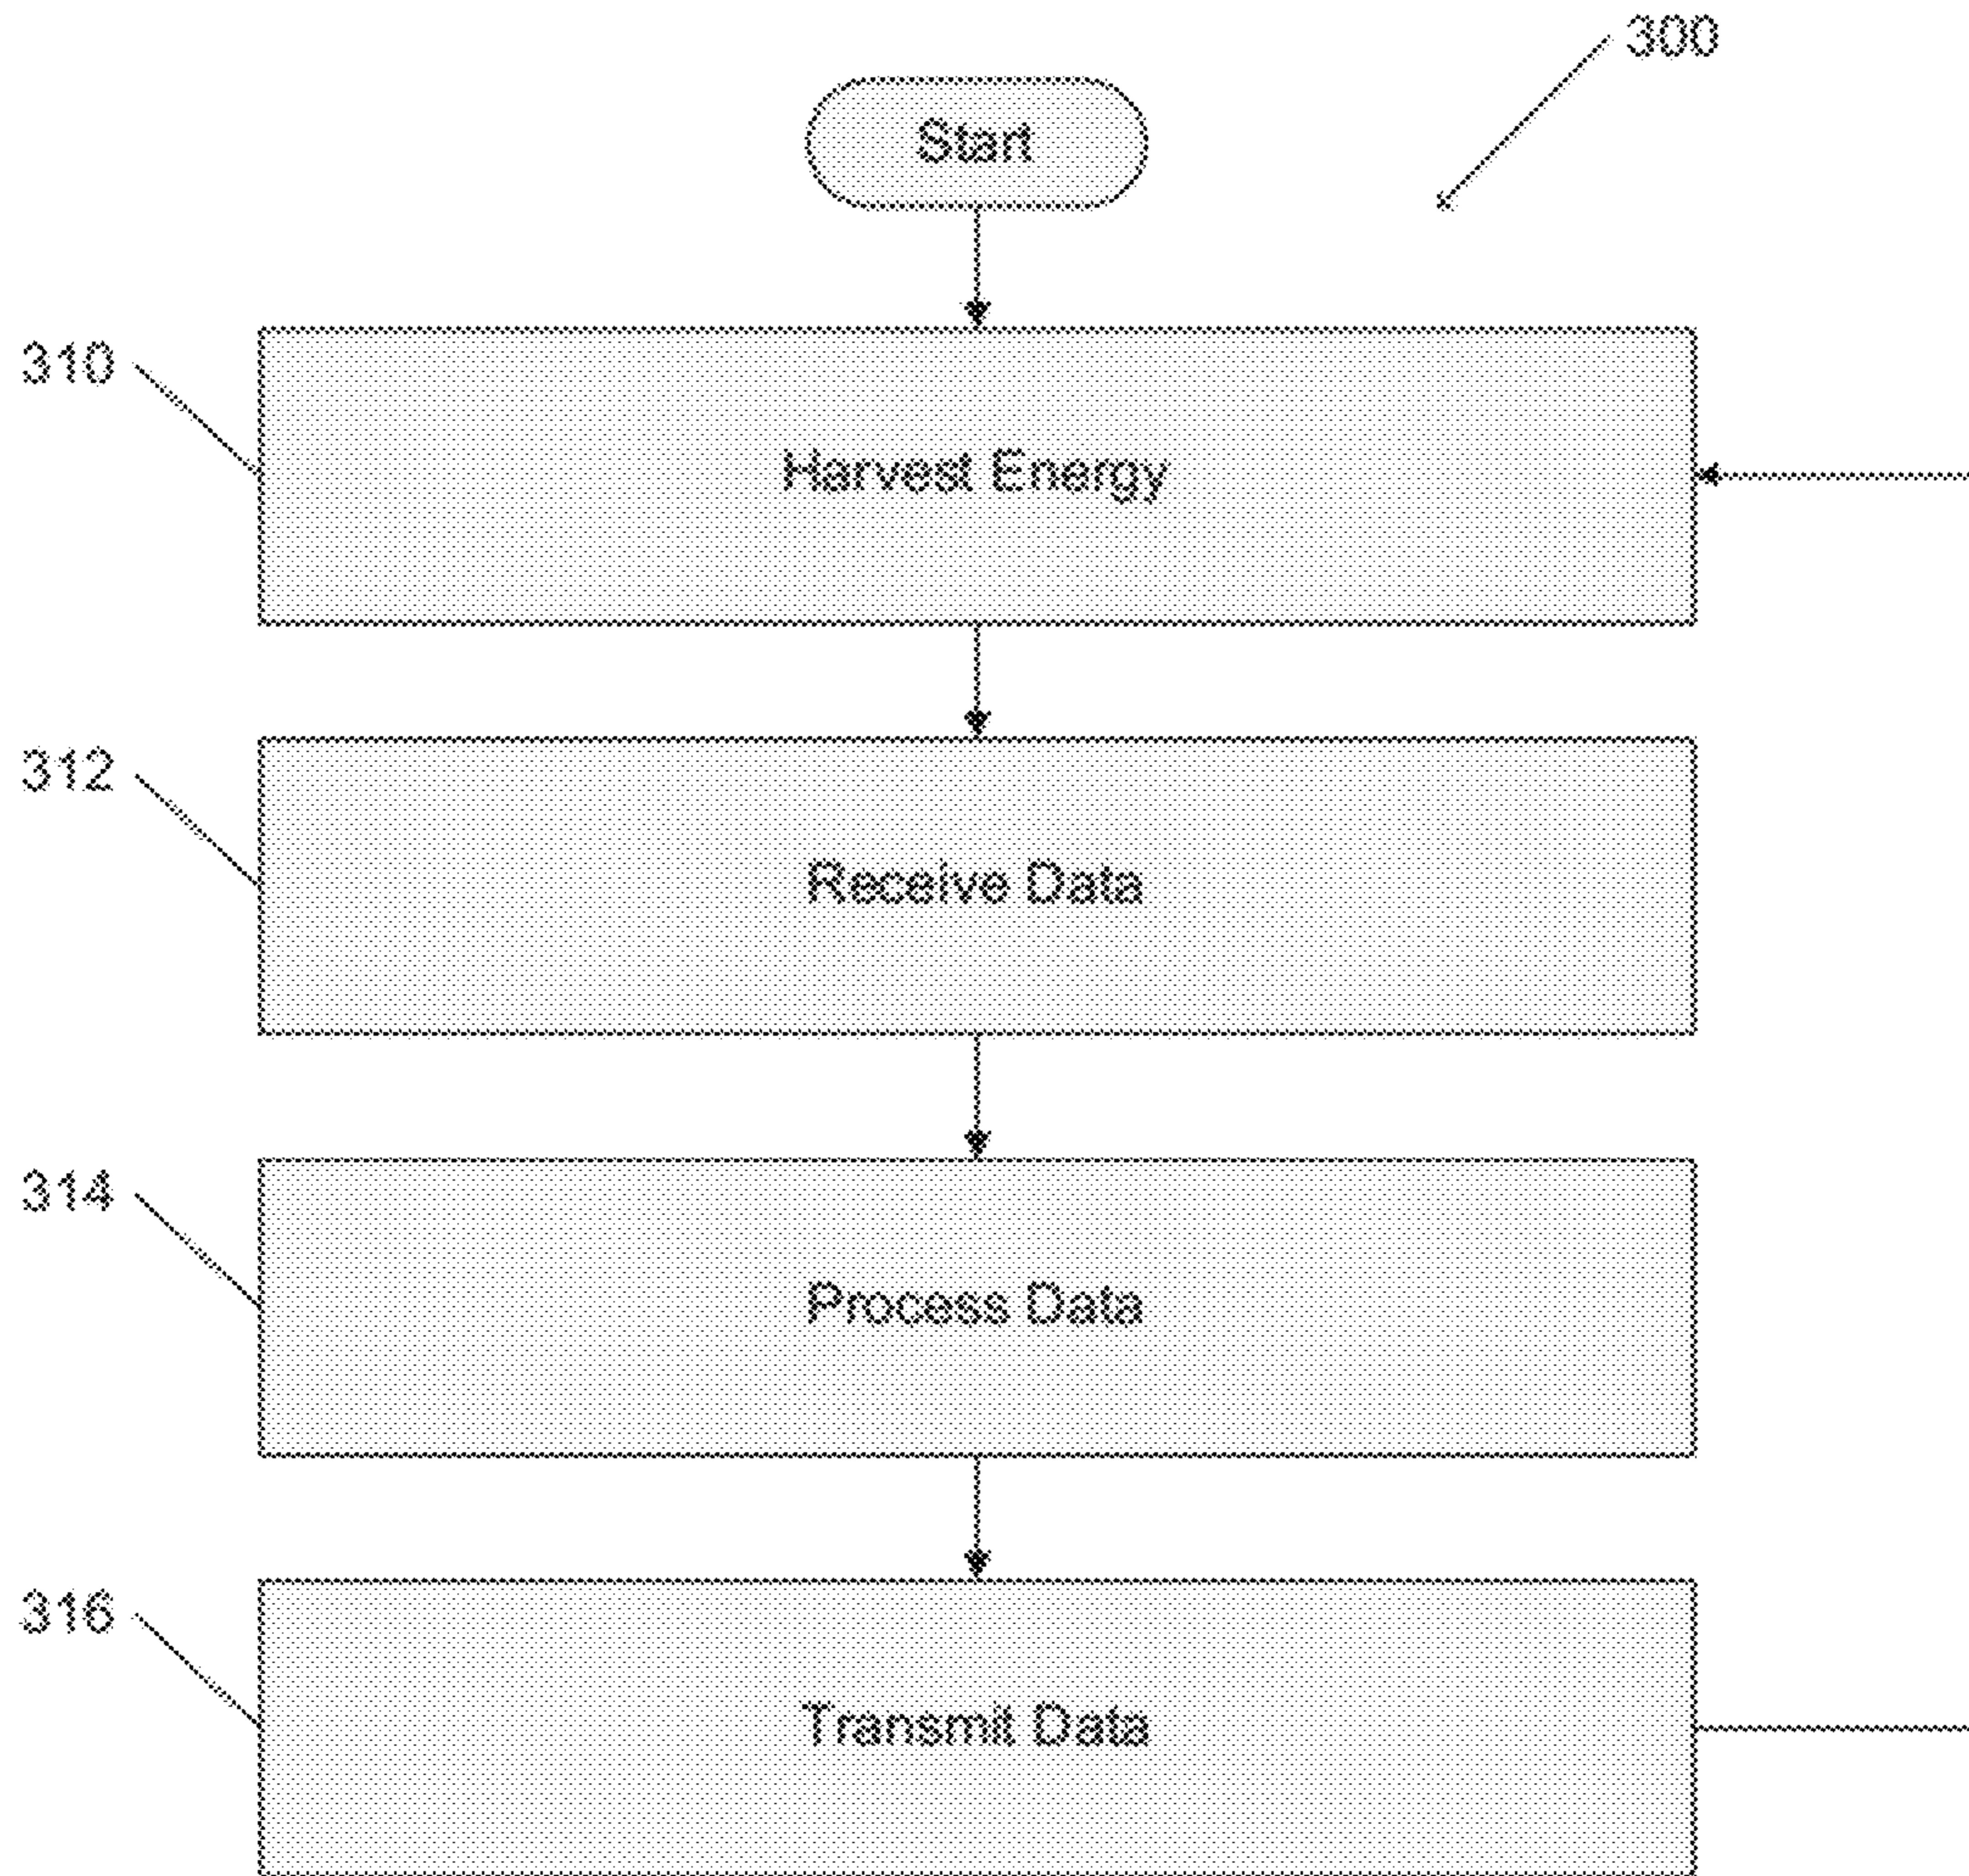 300
Start
310
Harvest Energy
312
Receive Data
314
Process Data
316
Transmit Data